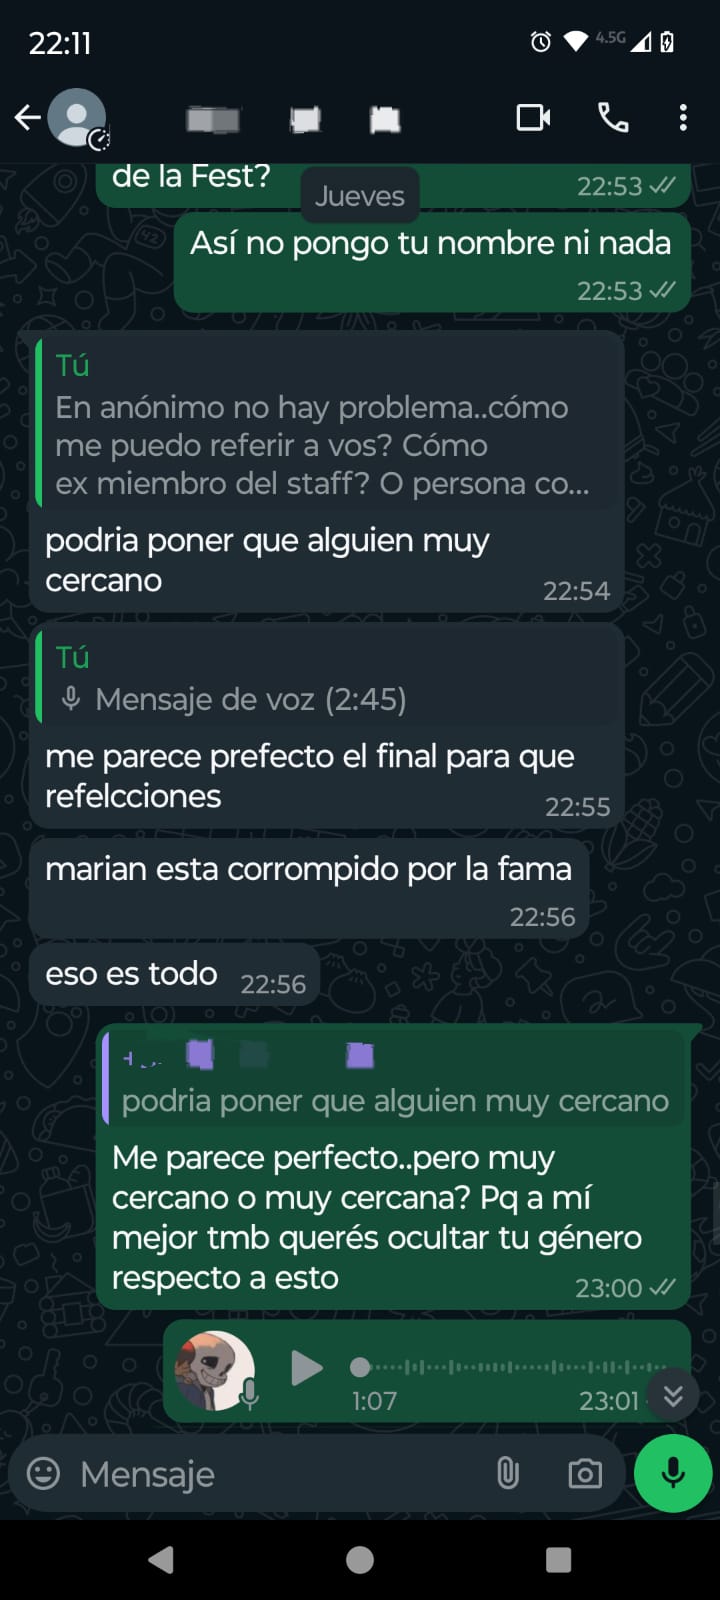 22:11
4.5G
de la Fest?
22:53
Jueves
Así no pongo tu nombre ni nada
22:53
Tú
En anónimo no hay problema..cómo
me puedo referir a vos? Cómo
ex miembro del staff? O persona co...
podria poner que alguien muy
cercano
22:54
Tú
Mensaje de voz (2:45)
me parece prefecto el final para que
refelcciones
22:55
marian esta corrompido por la fama
22:56
eso es todo
22:56
podria poner que alguien muy cercano
Me parece perfecto..pero muy
cercano o muy cercana? Pq a mí
mejor tmb querés ocultar tu género
respecto a esto
23:00
1:07
23:01
Mensaje